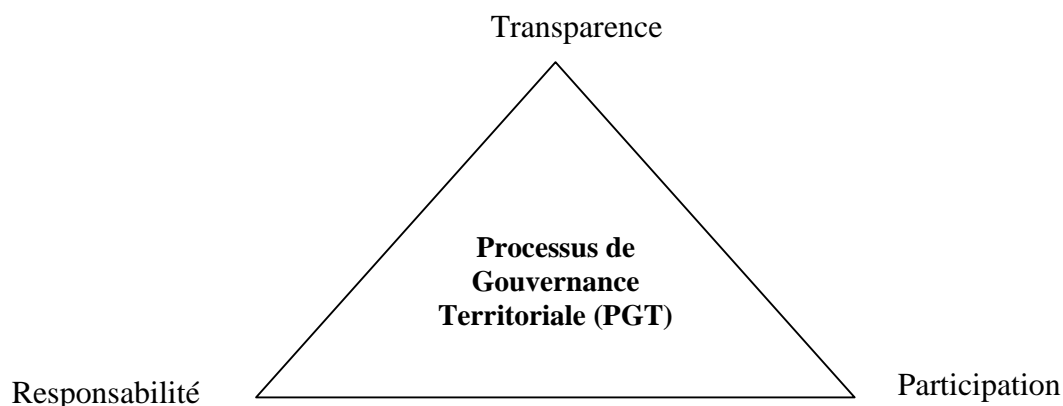 Transparence
Processus de
Gouvernance
Territoriale (PGT)
Responsabilité
Participation